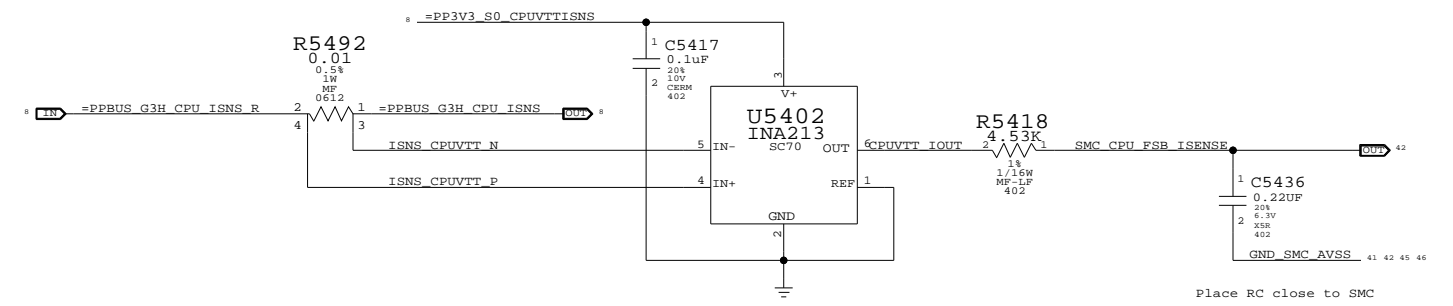 8 =PP3V3_S0_CPUVTTISNS
R5492
0.01
0.5%
1W
MF
0612
8 IN =PPBUS_G3H_CPU_ISNS_R 2 1 =PPBUS_G3H_CPU_ISNS OUT 8
4 3
1 C5417
0.1uF
20%
10V
CERM
402
2
3
V+
U5402
INA213
SC70
ISNS_CPUVTT_N 5 IN-
ISNS_CPUVTT_P 4 IN+
OUT 6 CPUVTT_IOUT
REF 1
GND
2
R5418
4.53K
2 1
1%
1/16W
MF-LF
402
SMC_CPU_FSB_ISENSE OUT 42
1 C5436
0.22UF
20%
6.3V
X5R
402
2
GND_SMC_AVSS 41 42 45 46
Place RC close to SMC